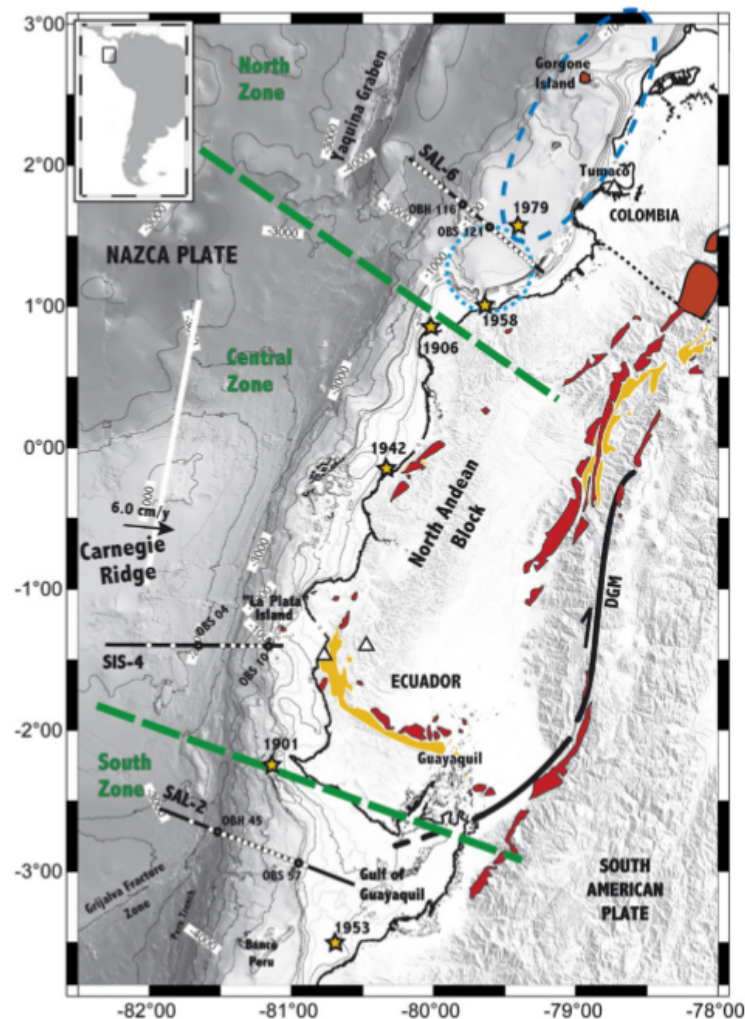 3°00'
2°00'
1°00'
0°00'
-1°00'
-2°00'
-3°00'
-82°00'
-81°00'
-80°00'
-79°00'
-78°00'
North
Zone
Yaquina Graben
Gorgone
Island
SAL-6
OBH 116
OBS 121
1979
Tumaco
COLOMBIA
NAZCA PLATE
-3000
-1000
1958
1906
Central
Zone
1942
North Andean
Block
6.0 cm/y
Carnegie
Ridge
"La Plata"
Island
OBS 04
OBS 10
SIS-4
DGM
ECUADOR
1901
Guayaquil
South
Zone
SAL-2
OBH 45
OBS 57
Gulf of
Guayaquil
Grijalva Fracture
Zone
Peru Trench
-4000
1953
Banco
Peru
SOUTH
AMERICAN
PLATE